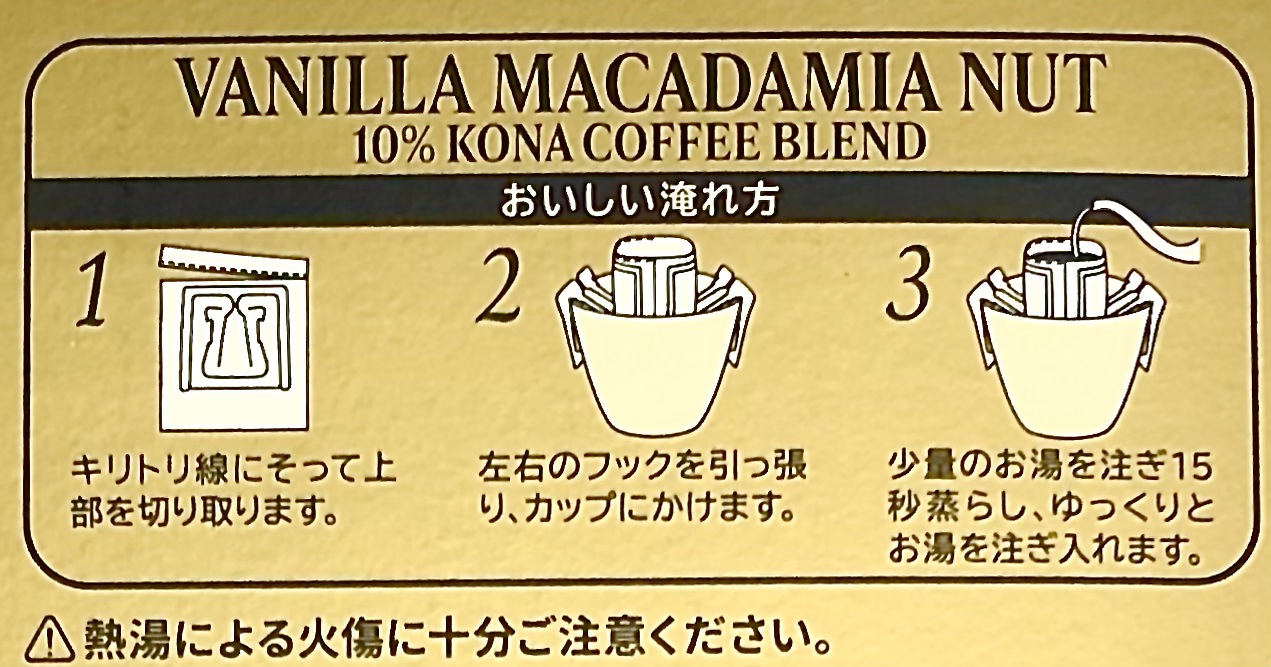 VANILLA MACADAMIA NUT
10% KONA COFFEE BLEND
おいしい淹れ方
1
キリトリ線にそって上
部を切り取ります。
2
左右のフックを引っ張
り、カップにかけます。
3
少量のお湯を注ぎ15
秒蒸らし、ゆっくりと
お湯を注ぎ入れます。
⚠熱湯による火傷に十分ご注意ください。